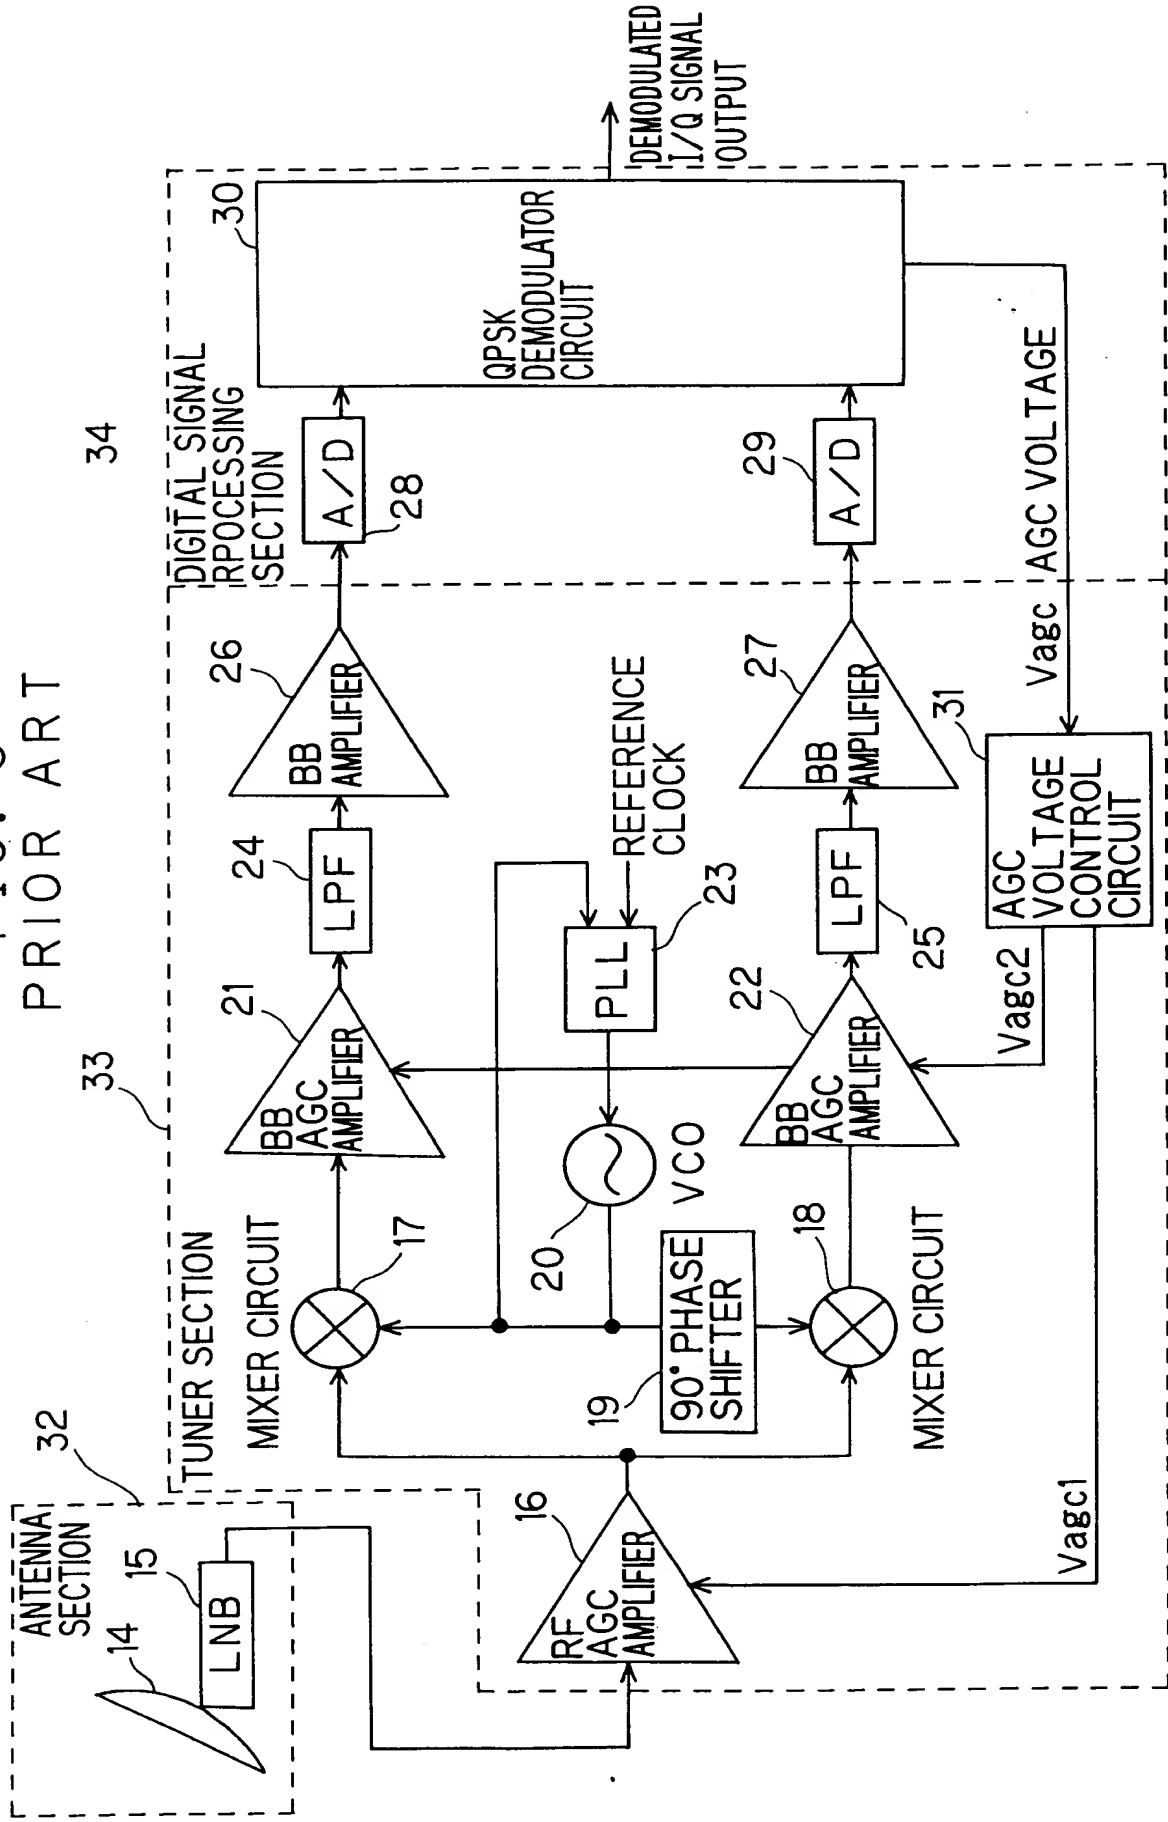 PRIOR ART
34
33
32
ANTENNA
SECTION
14
15
LNB
TUNER SECTION
MIXER CIRCUIT
17
21
BB
AGC
AMPLIFIER
24
LPF
26
BB
AMPLIFIER
DIGITAL SIGNAL
RPOCESSING
SECTION
A/D
28
30
QPSK
DEMODULATOR
CIRCUIT
DEMODULATED
I/Q SIGNAL
OUTPUT
16
RF
AGC
AMPLIFIER
19
90° PHASE
SHIFTER
20
VCO
PLL
23
REFERENCE
CLOCK
18
MIXER CIRCUIT
22
BB
AGC
AMPLIFIER
LPF
25
27
BB
AMPLIFIER
29
A/D
Vagc1
Vagc2
31
AGC
VOLTAGE
CONTROL
CIRCUIT
Vagc AGC VOLTAGE